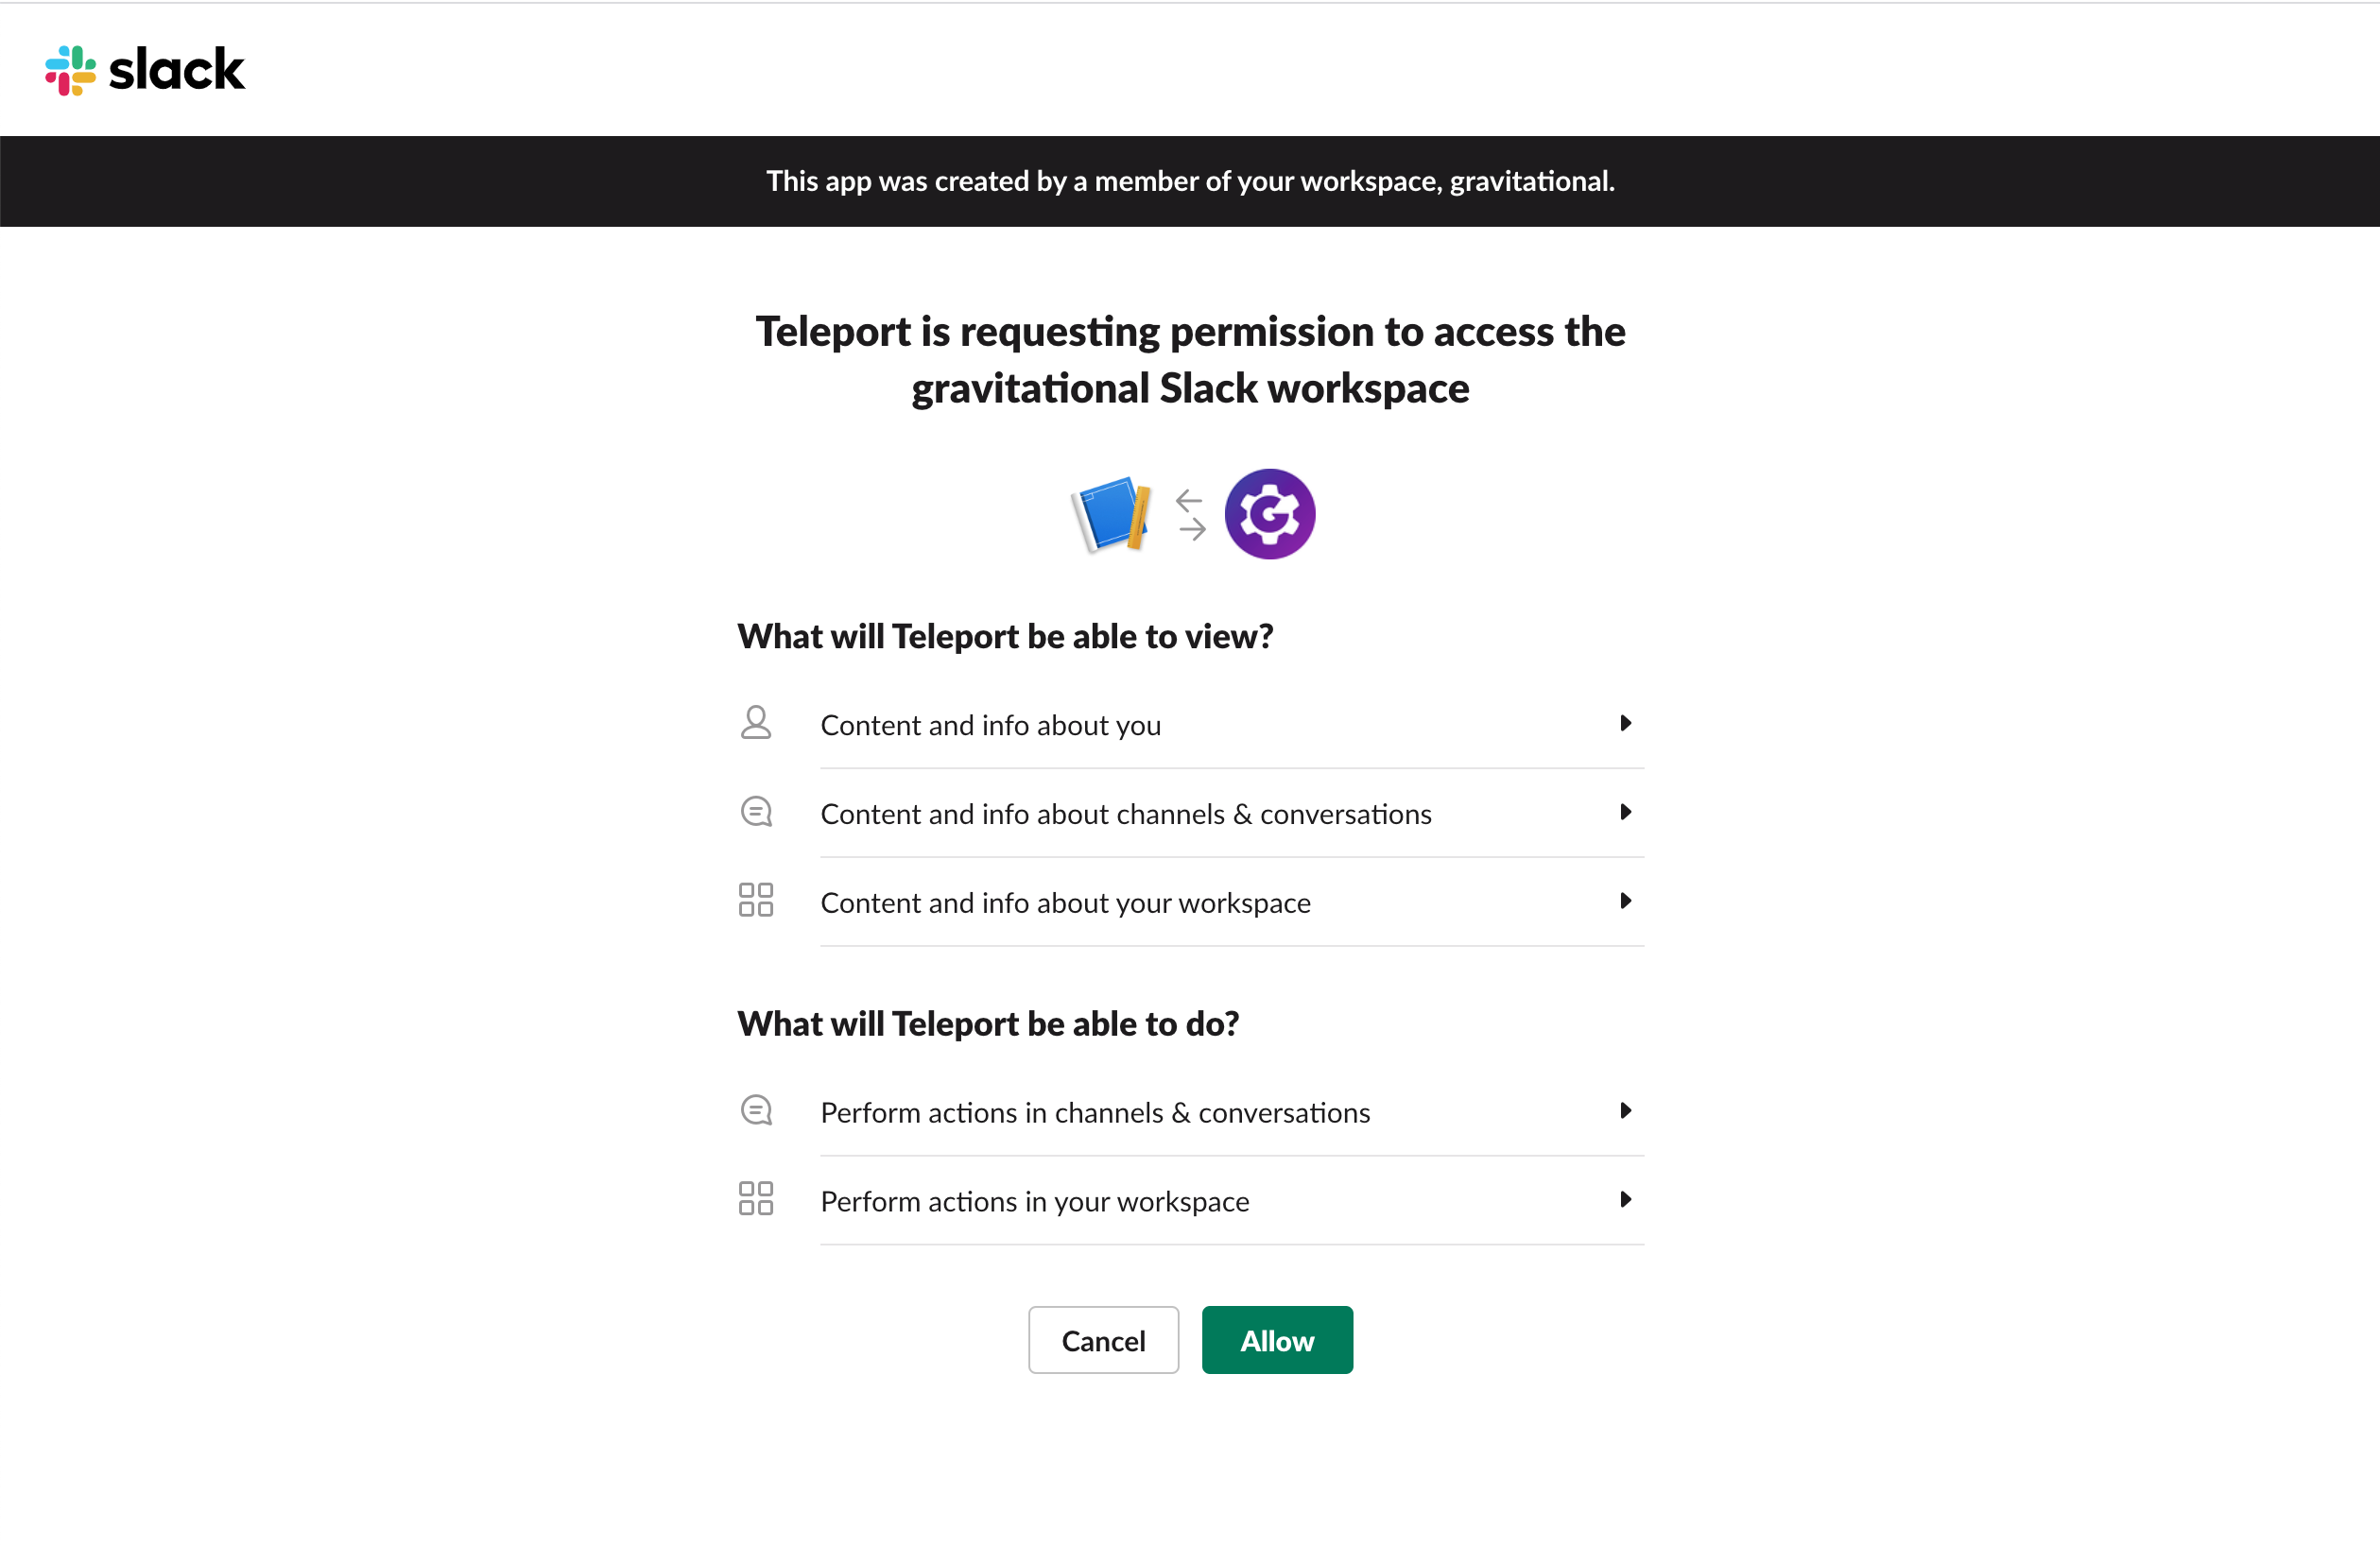 slack
This app was created by a member of your workspace, gravitational.
Teleport is requesting permission to access the
gravitational Slack workspace
What will Teleport be able to view?
Content and info about you
Content and info about channels & conversations
Content and info about your workspace
What will Teleport be able to do?
Perform actions in channels & conversations
Perform actions in your workspace
Cancel
Allow